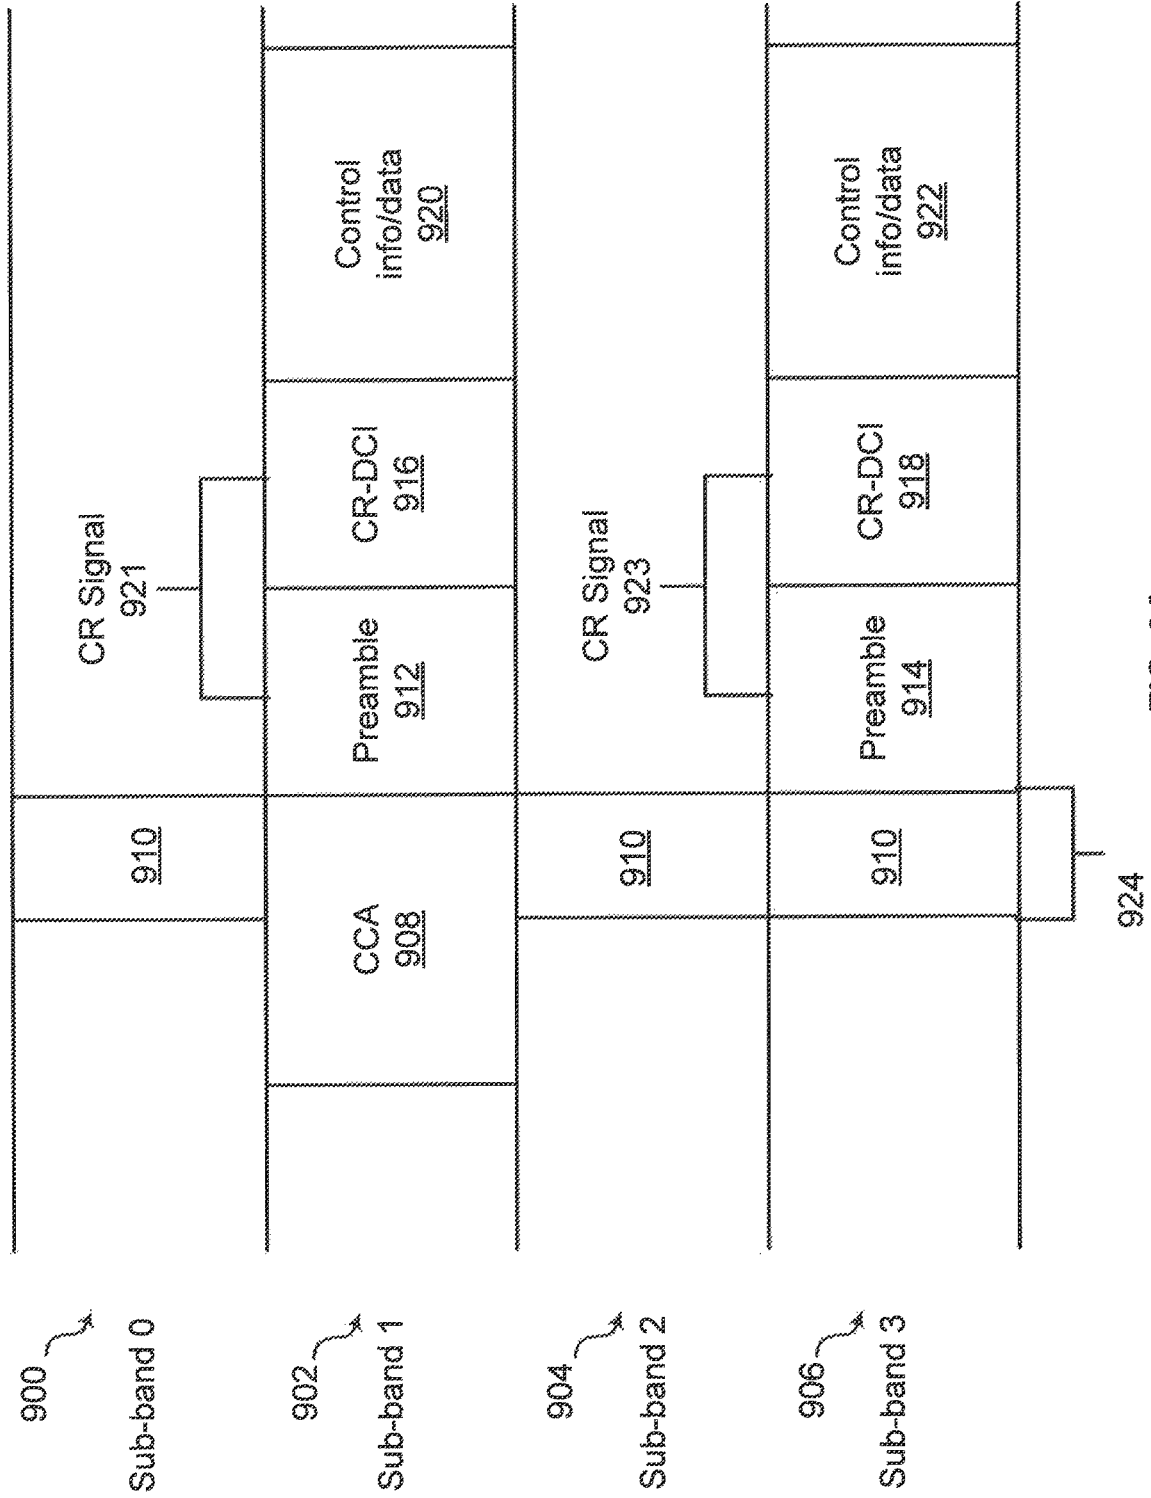 900
Sub-band 0
910
CR Signal
921
902
Sub-band 1
CCA
908
Preamble
912
CR-DCI
916
Control
info/data
920
904
Sub-band 2
910
CR Signal
923
906
Sub-band 3
910
Preamble
914
CR-DCI
918
Control
info/data
922
924